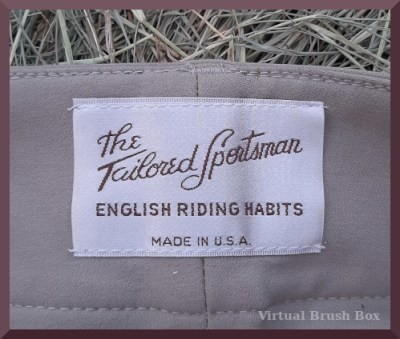 The
Tailored Sportsman
ENGLISH RIDING HABITS
MADE IN U.S.A.
Virtual Brush Box